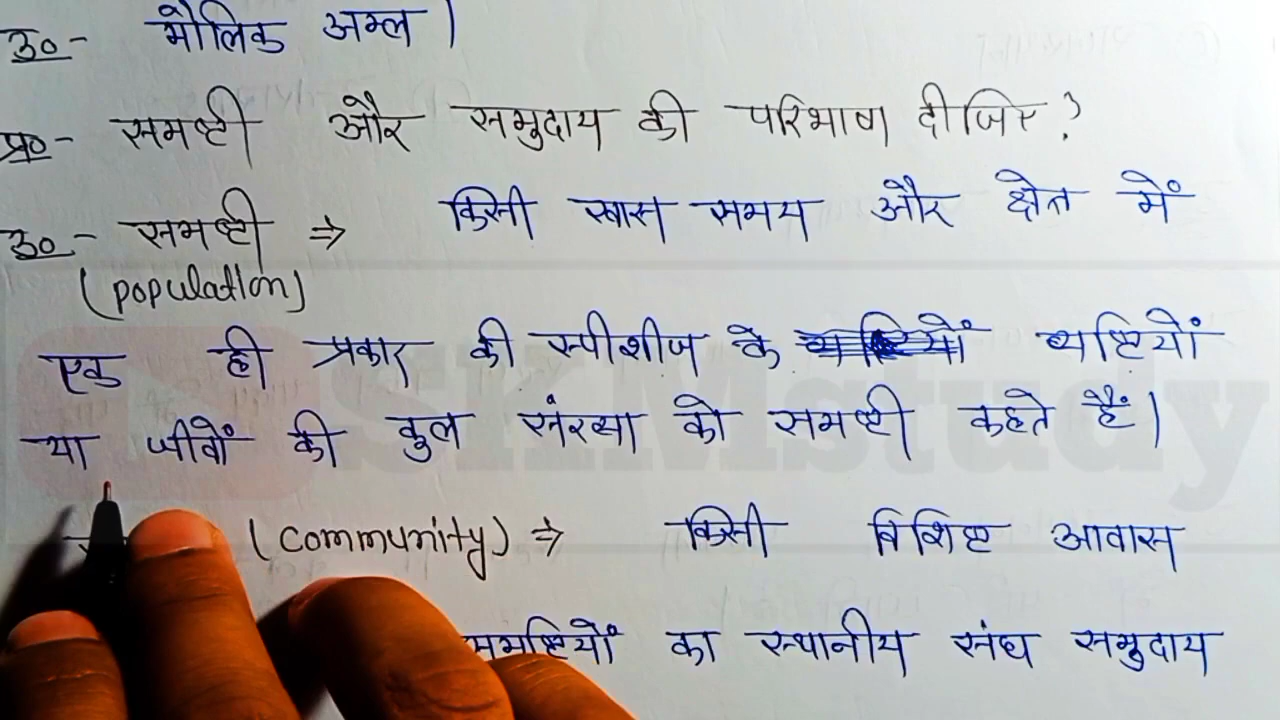 उ०- मौलिक अम्ल।
प्र०- समष्टी और समुदाय की परिभाषा दीजिए?
उ०- समष्टी ⇒ किसी खास समय और क्षेत्र में
(population)
एक ही प्रकार की स्पीशीज के व्यष्टियों
या जीवों की कुल संख्या को समष्टी कहते हैं।
(community) ⇒ किसी विशिष्ट आवास
समष्टियों का स्थानीय संघ समुदाय
SKMstudy